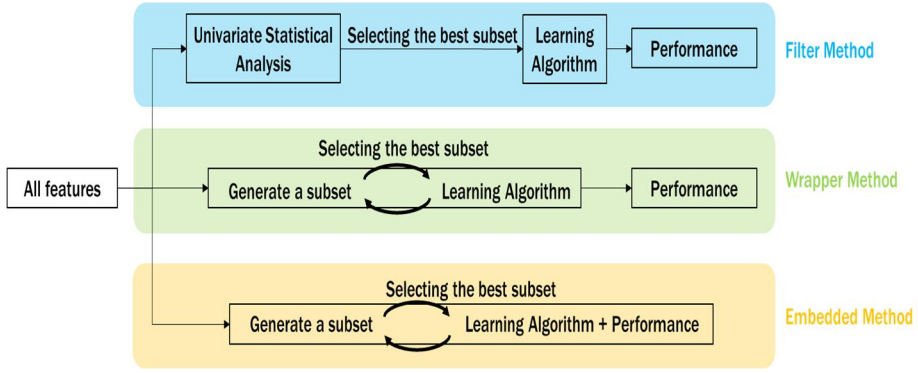 Univariate Statistical
Analysis
Selecting the best subset
Learning
Algorithm
Performance
Filter Method
All features
Selecting the best subset
Generate a subset
Learning Algorithm
Performance
Wrapper Method
Selecting the best subset
Generate a subset
Learning Algorithm + Performance
Embedded Method